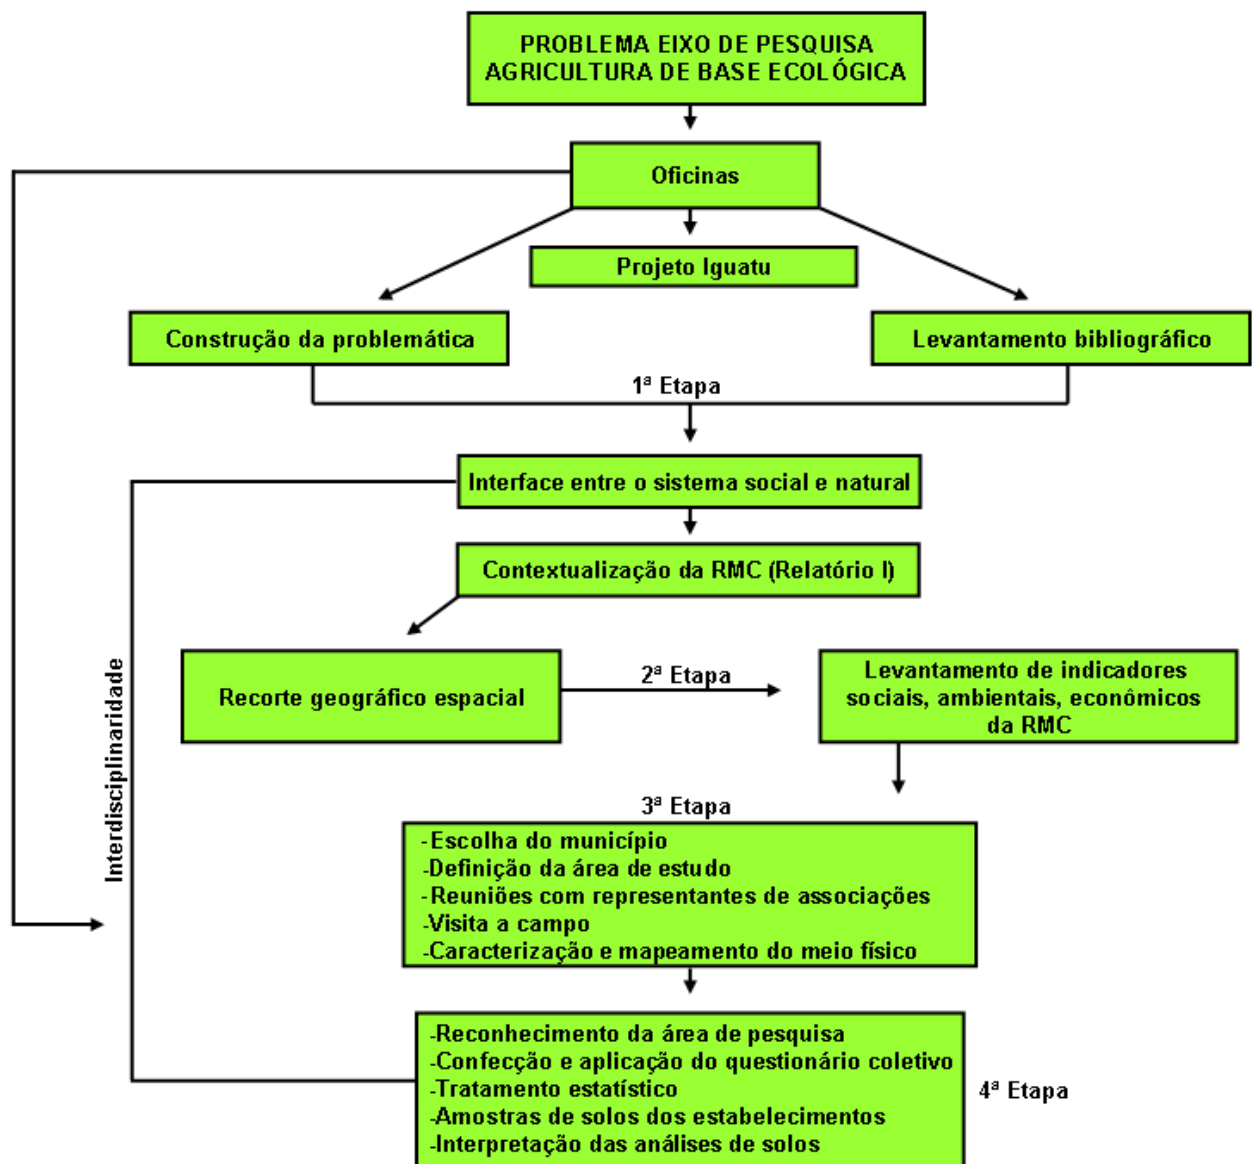 PROBLEMA EIXO DE PESQUISA
AGRICULTURA DE BASE ECOLÓGICA
Oficinas
Projeto Iguatu
Construção da problemática
Levantamento bibliográfico
1ª Etapa
Interface entre o sistema social e natural
Contextualização da RMC (Relatório I)
Interdisciplinaridade
Recorte geográfico espacial
2ª Etapa
Levantamento de indicadores
sociais, ambientais, econômicos
da RMC
3ª Etapa
-Escolha do município
-Definição da área de estudo
-Reuniões com representantes de associações
-Visita a campo
-Caracterização e mapeamento do meio físico
-Reconhecimento da área de pesquisa
-Confecção e aplicação do questionário coletivo
-Tratamento estatístico
-Amostras de solos dos estabelecimentos
-Interpretação das análises de solos
4ª Etapa